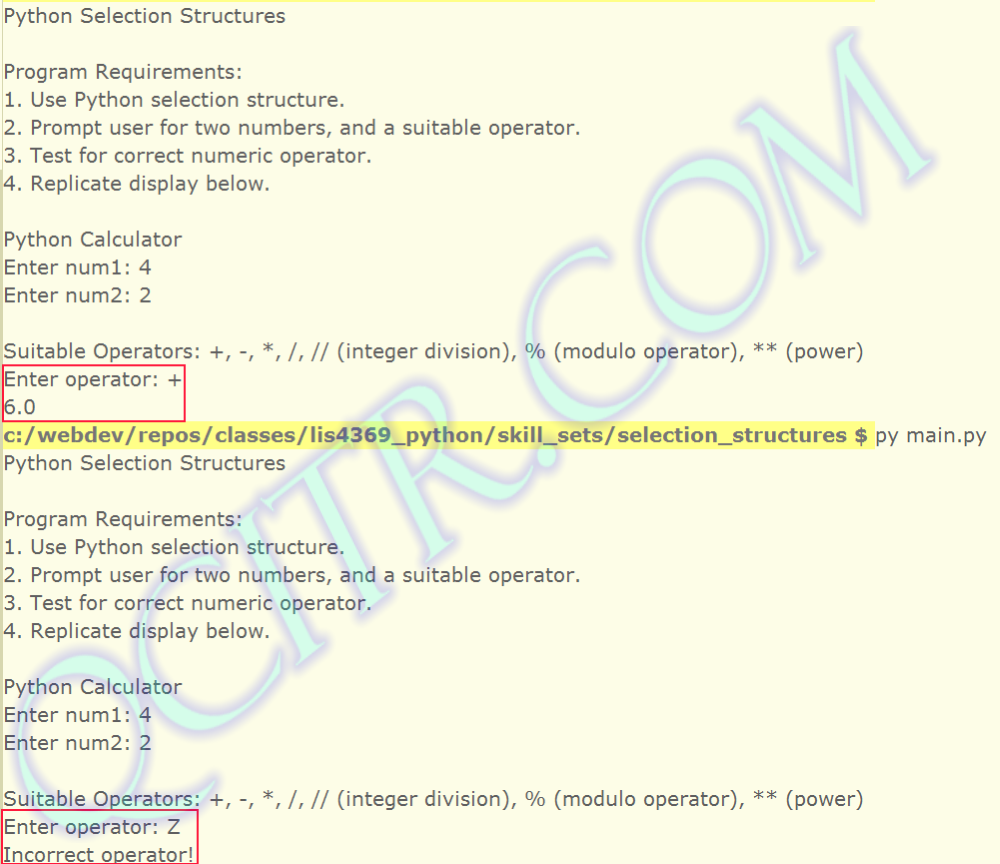 Python Selection Structures
Program Requirements:
1. Use Python selection structure.
2. Prompt user for two numbers, and a suitable operator.
3. Test for correct numeric operator.
4. Replicate display below.
Python Calculator
Enter num1: 4
Enter num2: 2
Suitable Operators: +, -, *, /, // (integer division), % (modulo operator), ** (power)
Enter operator: +
6.0
c:/webdev/repos/classes/lis4369_python/skill_sets/selection_structures $ py main.py
Python Selection Structures
Program Requirements:
1. Use Python selection structure.
2. Prompt user for two numbers, and a suitable operator.
3. Test for correct numeric operator.
4. Replicate display below.
Python Calculator
Enter num1: 4
Enter num2: 2
Suitable Operators: +, -, *, /, // (integer division), % (modulo operator), ** (power)
Enter operator: Z
Incorrect operator!
QCITR.COM